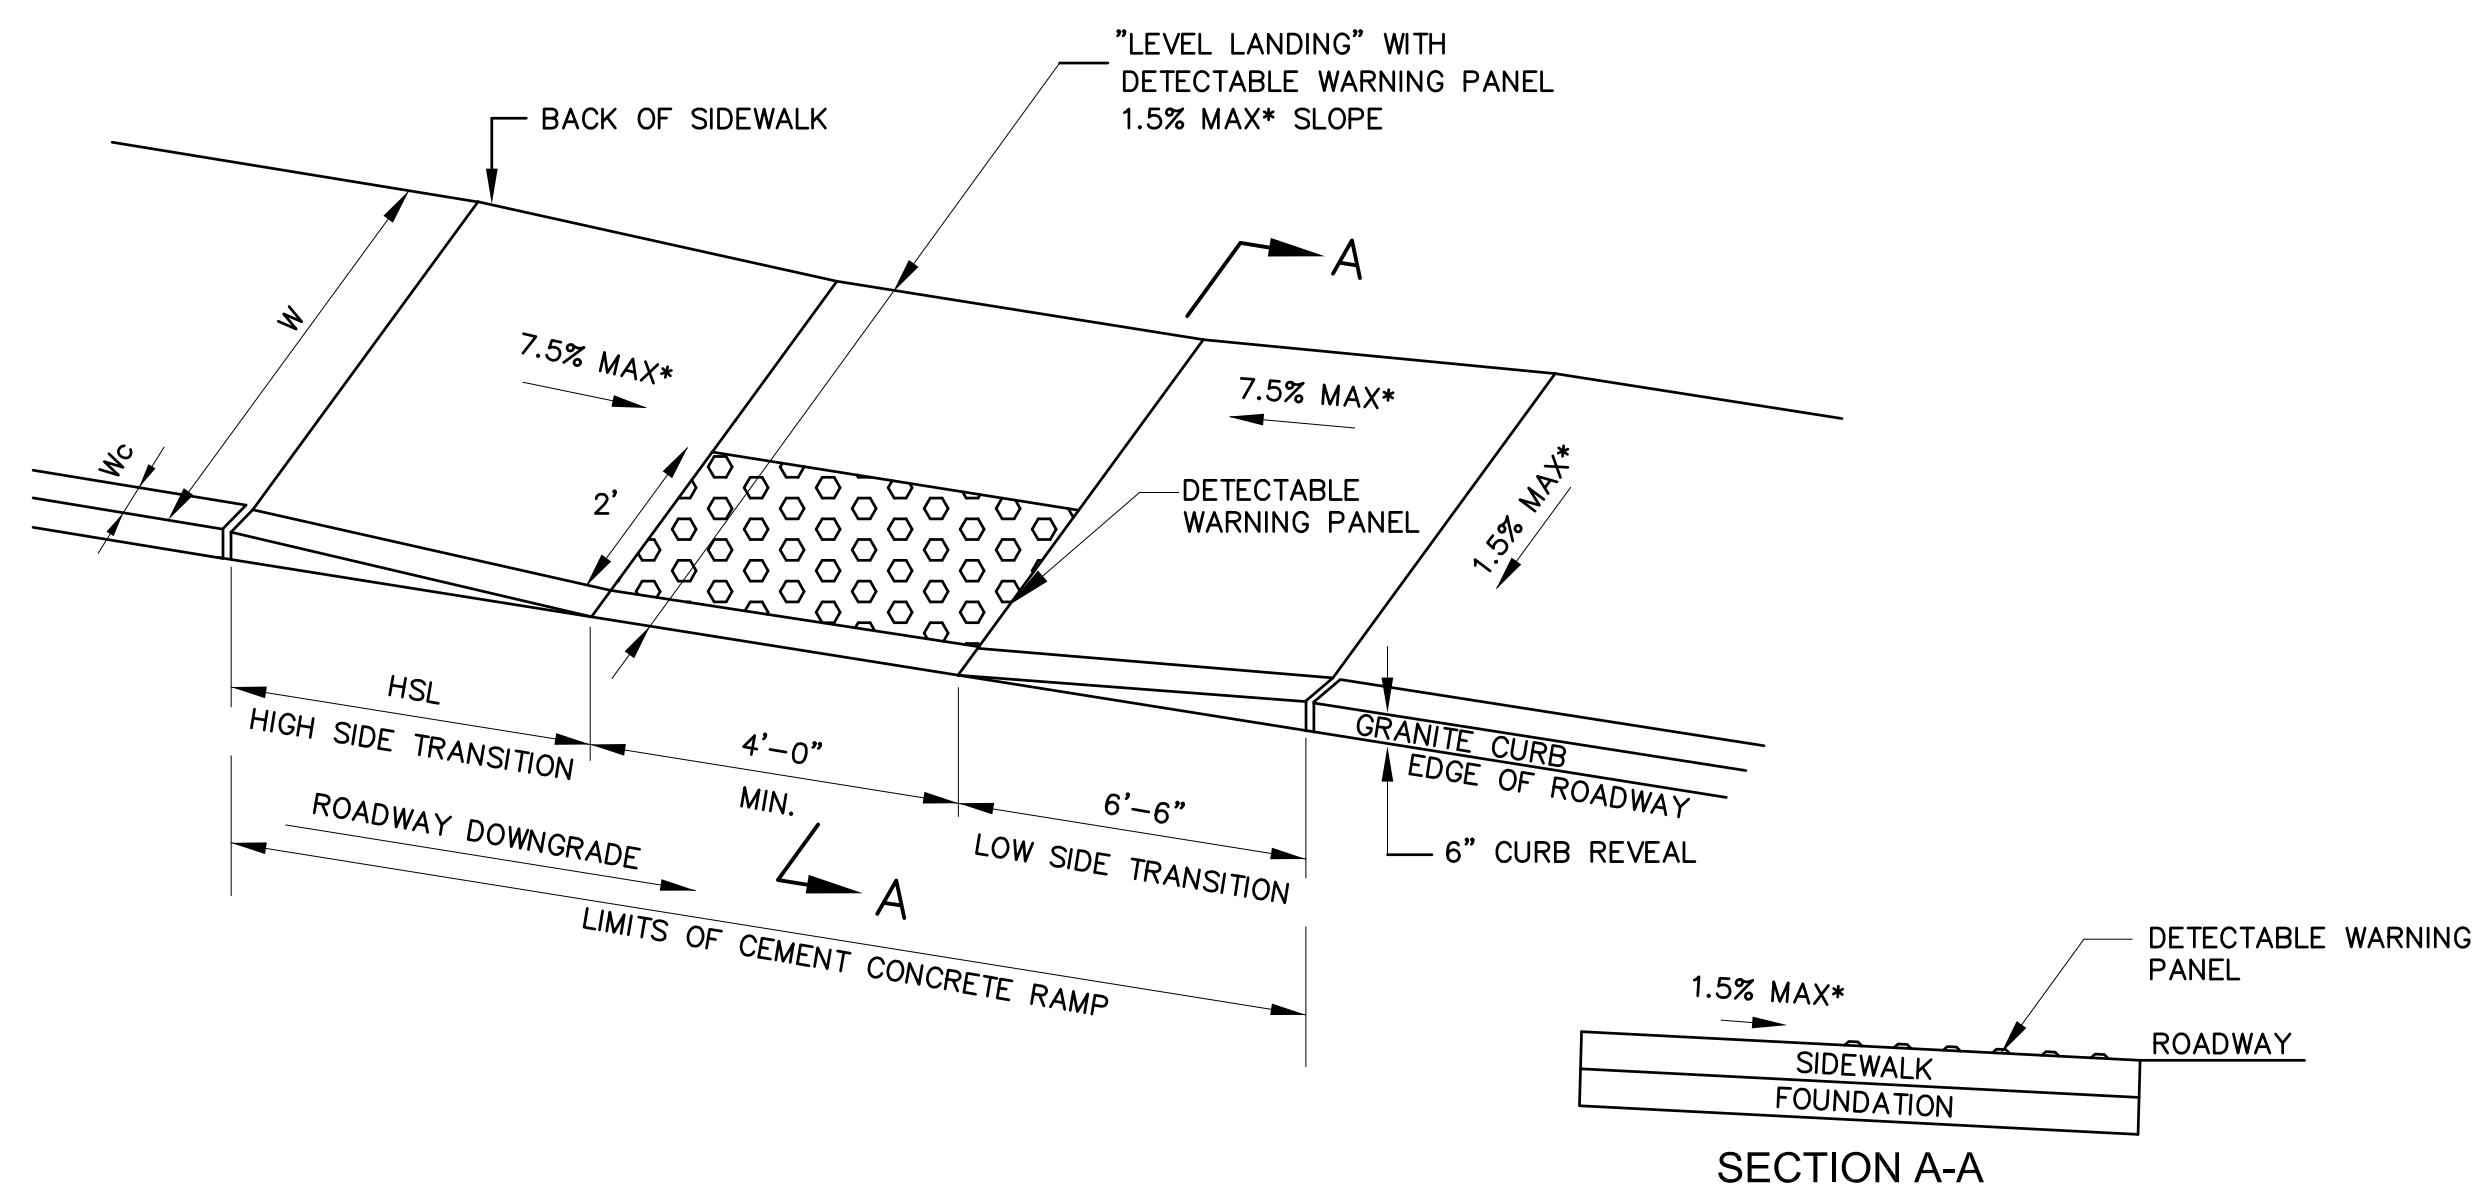 ”LEVEL LANDING” WITH
DETECTABLE WARNING PANEL
1.5% MAX* SLOPE
BACK OF SIDEWALK
A
W
7.5% MAX*
7.5% MAX*
Wc
2’
DETECTABLE
WARNING PANEL
1.5% MAX*
HSL
HIGH SIDE TRANSITION
4’–0”
MIN.
6’–6”
LOW SIDE TRANSITION
GRANITE CURB
EDGE OF ROADWAY
6” CURB REVEAL
ROADWAY DOWNGRADE
A
LIMITS OF CEMENT CONCRETE RAMP
DETECTABLE WARNING
PANEL
1.5% MAX*
ROADWAY
SIDEWALK
FOUNDATION
SECTION A-A